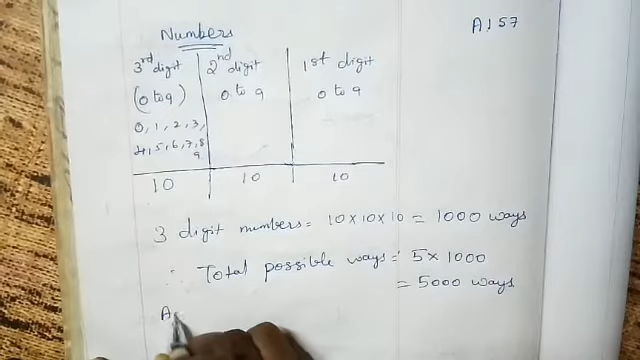 Numbers
A157
3rd digit 2nd digit 1st digit
(0 to 9) 0 to 9 0 to 9
0, 1, 2, 3,
4, 5, 6, 7, 8
9
10 10 10
3 digit numbers = 10 × 10 × 10 = 1000 ways
∴ Total possible ways = 5 × 1000
= 5000 ways
A